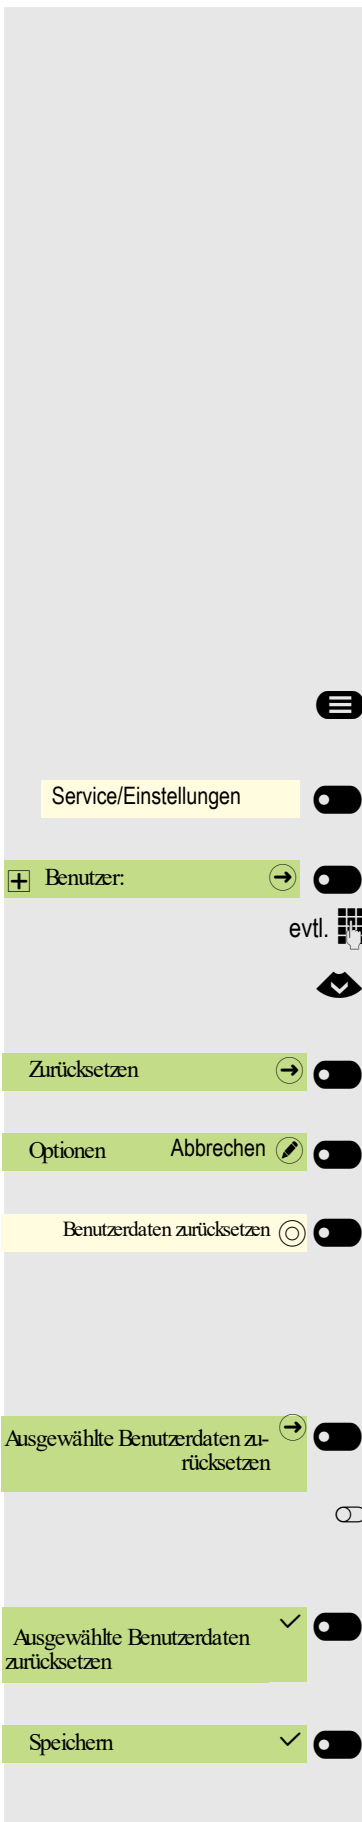 Service/Einstellungen
Benutzer:
evtl.
Zurücksetzen
Optionen Abbrechen
Benutzerdaten zurücksetzen
Ausgewählte Benutzerdaten zu-
rücksetzen
Ausgewählte Benutzerdaten
zurücksetzen
Speichern